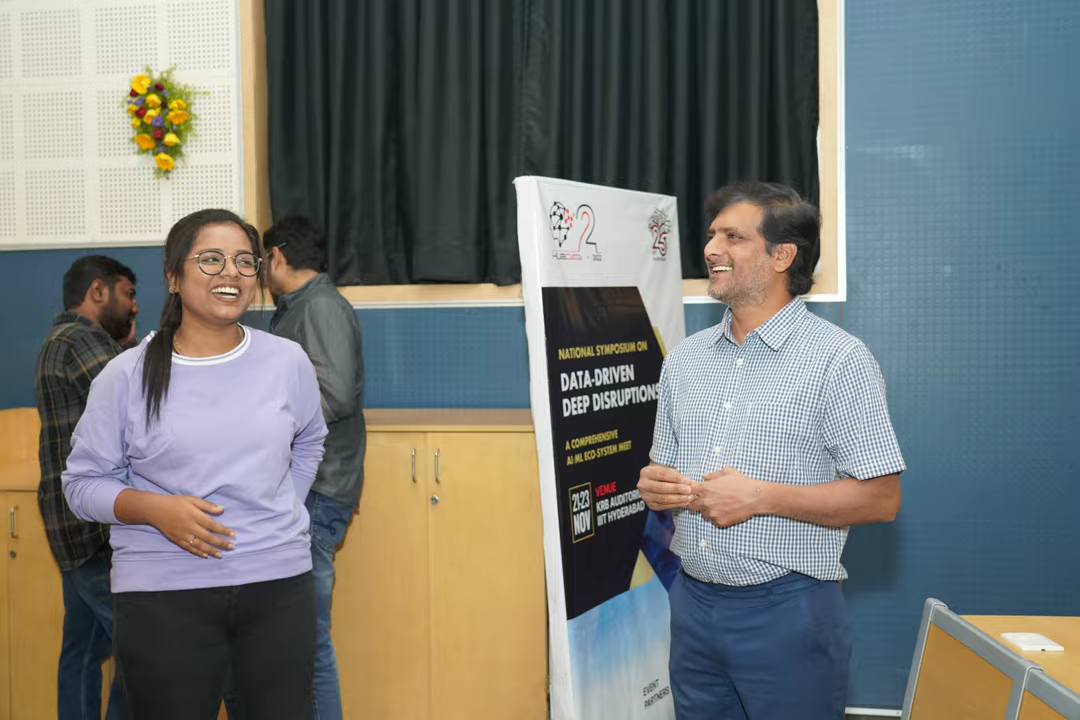 25
NATIONAL SYMPOSIUM ON
DATA-DRIVEN
DEEP DISRUPTIONS
A COMPREHENSIVE
AI ML ECO-SYSTEM MEET
21-23
NOV
VENUE
KRB AUDITORIU
IIIT HYDERABAD
EVENT
PARTNERS